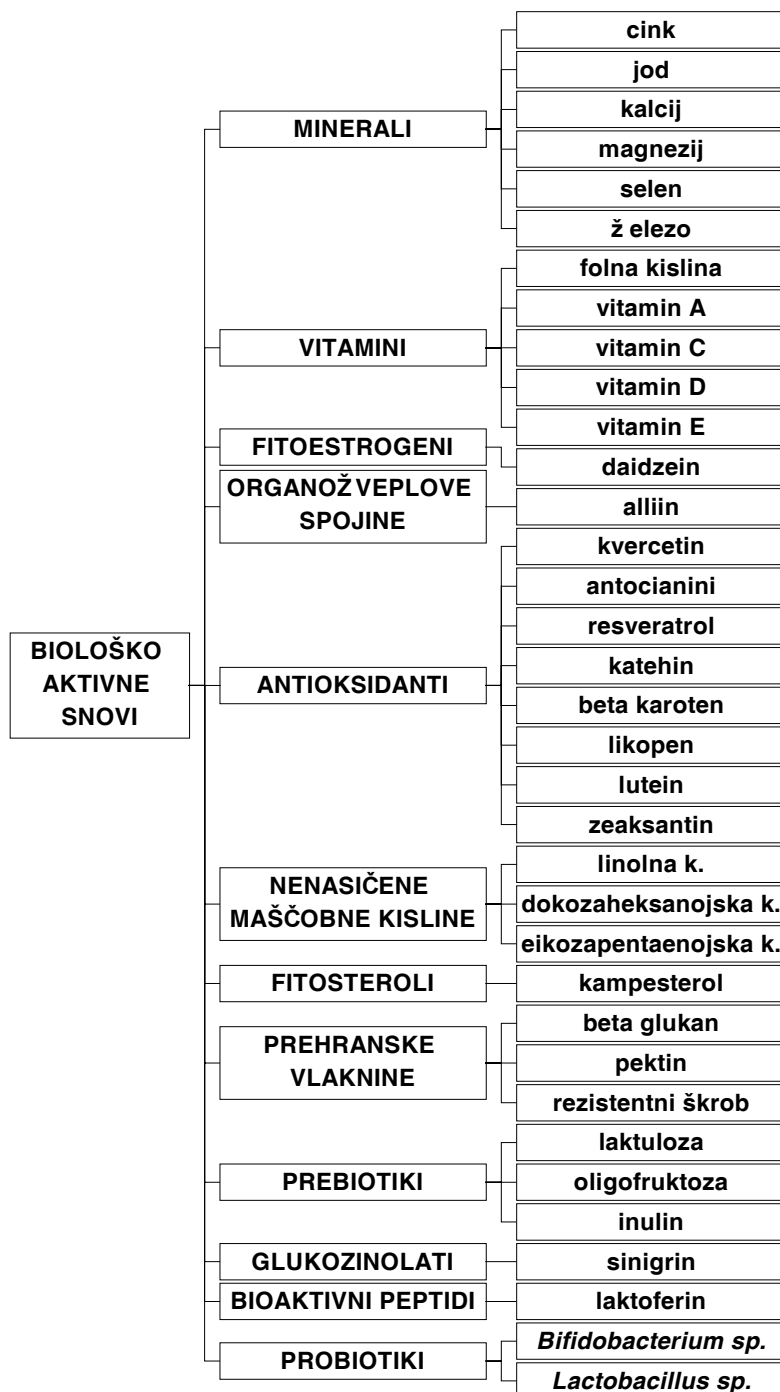 BIOLOŠKO
AKTIVNE
SNOVI
MINERALI
cink
jod
kalcij
magnezij
selen
ž elezo
VITAMINI
folna kislina
vitamin A
vitamin C
vitamin D
vitamin E
FITOESTROGENI
daidzein
ORGANOŽ VEPLOVE
SPOJINE
alliin
ANTIOKSIDANTI
kvercetin
antocianini
resveratrol
katehin
beta karoten
likopen
lutein
zeaksantin
NENASIČENE
MAŠČOBNE KISLINE
linolna k.
dokozaheksanojska k.
eikozapentaenojska k.
FITOSTEROLI
kampesterol
PREHRANSKE
VLAKNINE
beta glukan
pektin
rezistentni škrob
PREBIOTIKI
laktuloza
oligofruktoza
inulin
GLUKOZINOLATI
sinigrin
BIOAKTIVNI PEPTIDI
laktoferin
PROBIOTIKI
Bifidobacterium sp.
Lactobacillus sp.